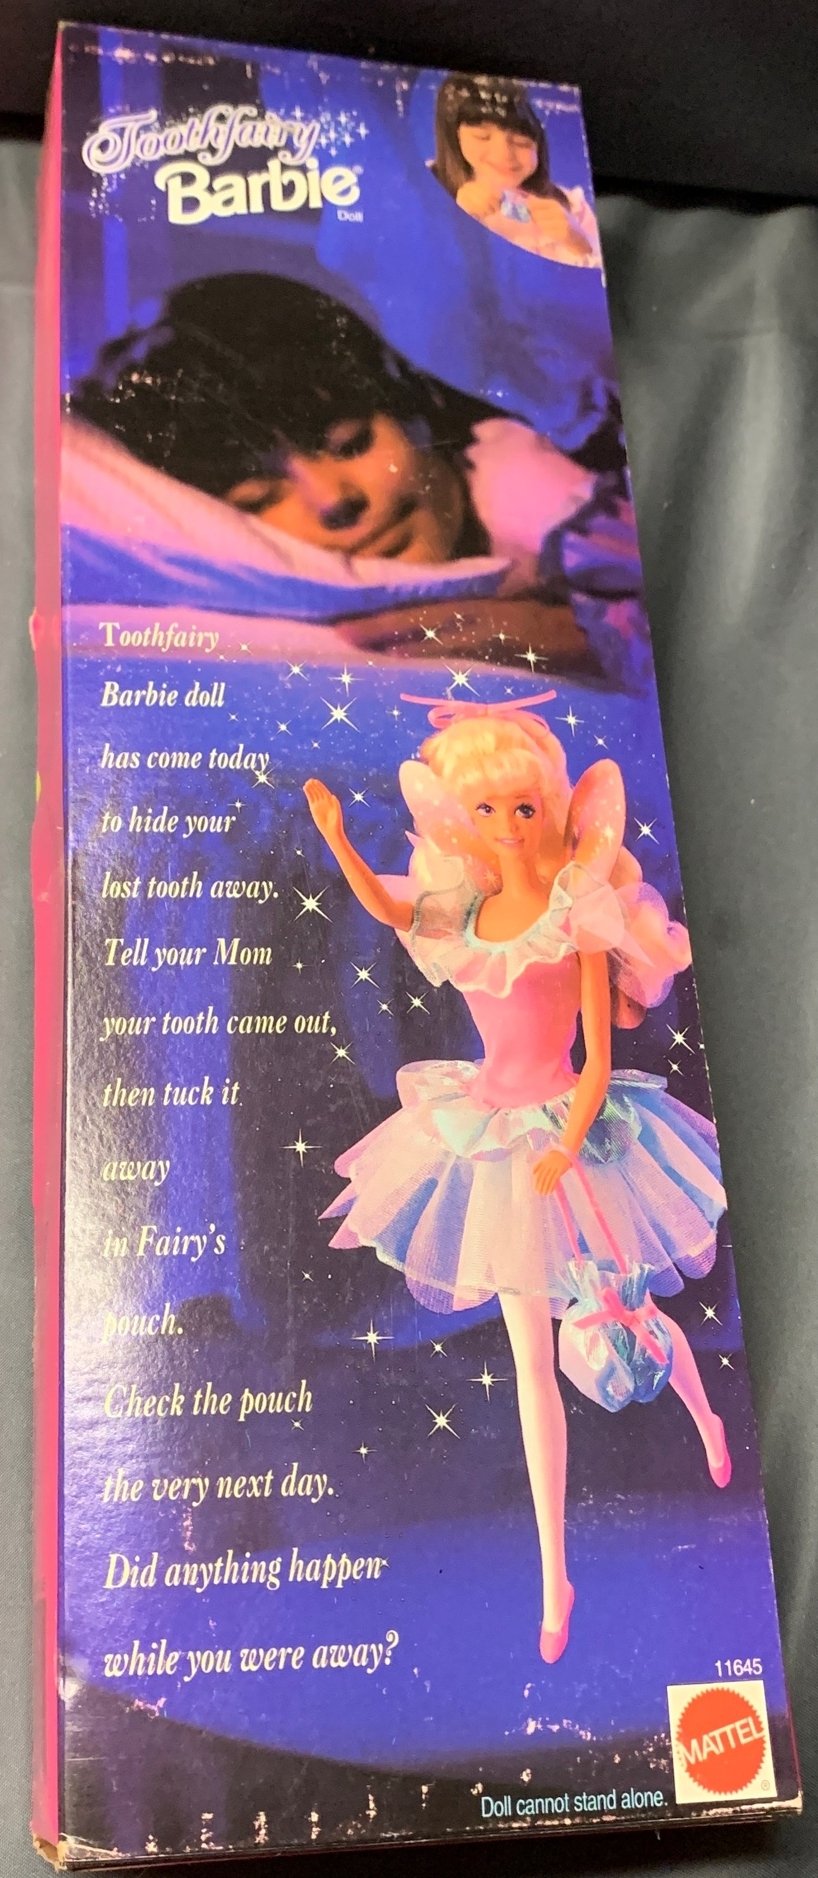 Toothfairy
Barbie®
Doll
Toothfairy
Barbie doll
has come today
to hide your
lost tooth away.
Tell your Mom
your tooth came out,
then tuck it
away
in Fairy's
pouch.
Check the pouch
the very next day.
Did anything happen
while you were away?
11645
MATTEL
®
Doll cannot stand alone.